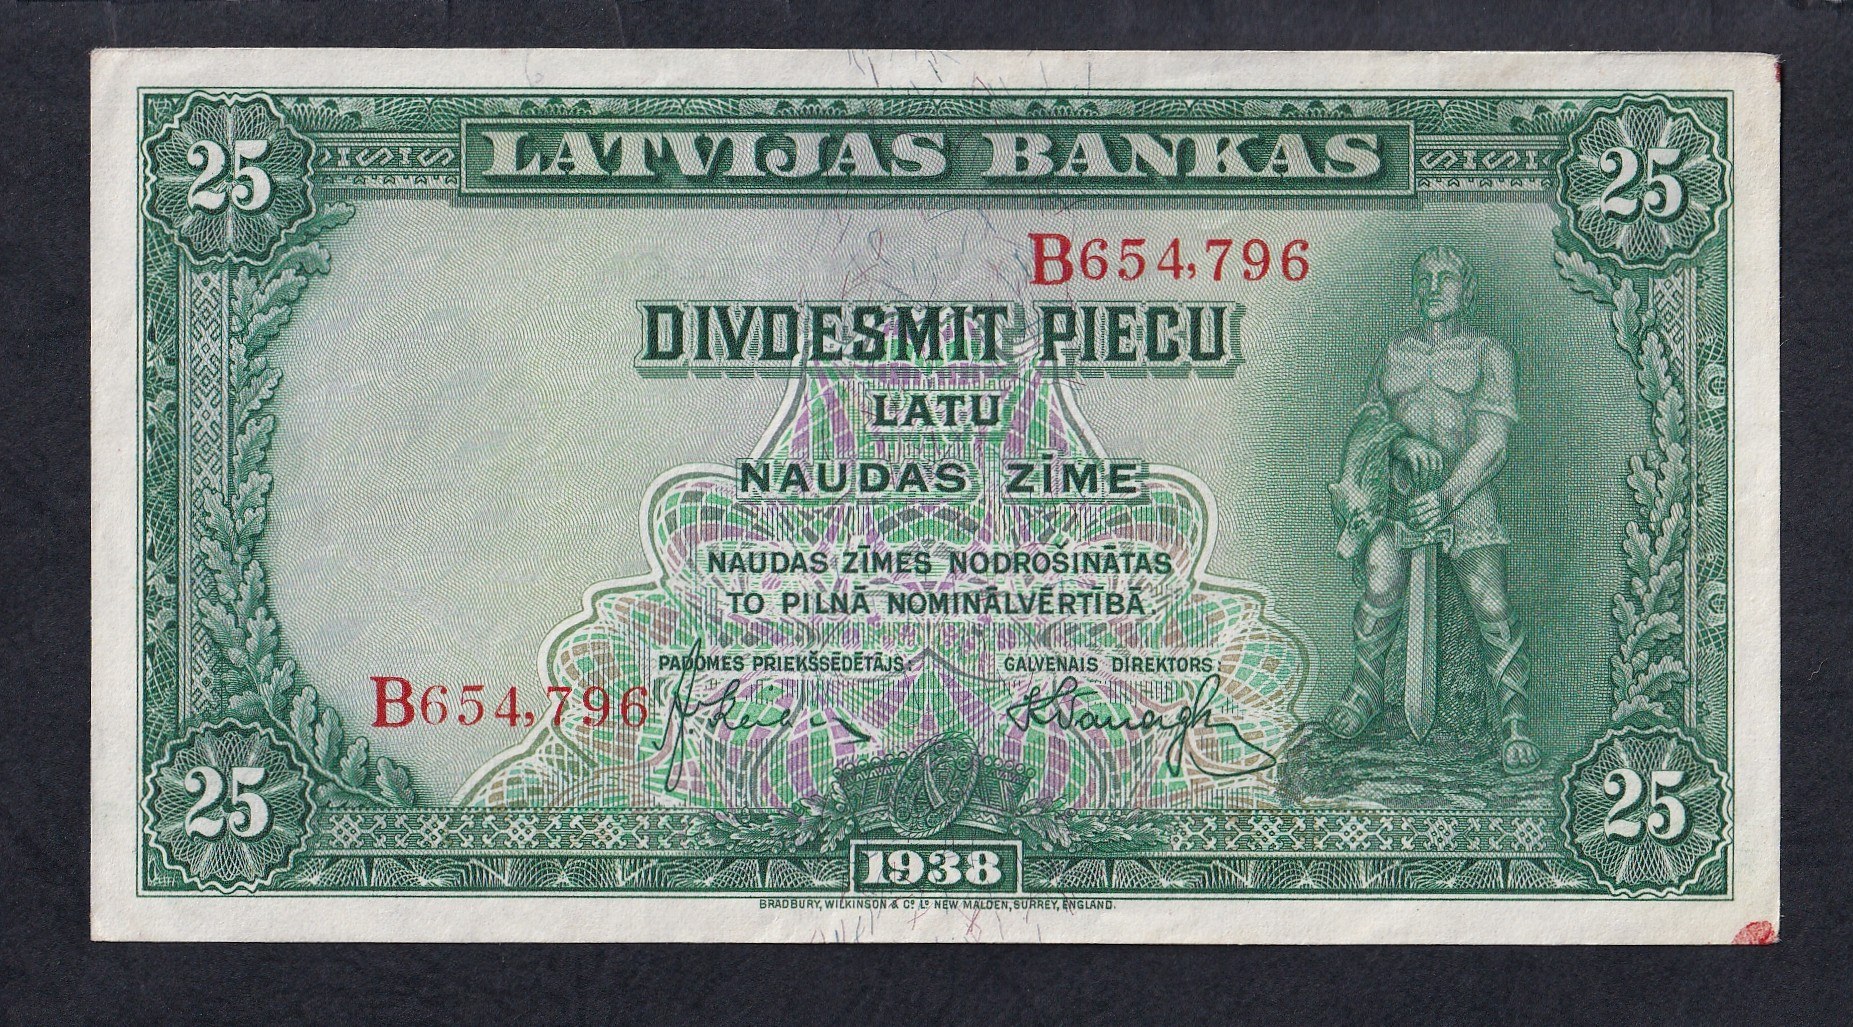 25 LATVIJAS BANKAS 25
B654,796
DIVDESMIT PIECU
LATU
NAUDAS ZĪME
NAUDAS ZĪMES NODROŠINĀTAS
TO PILNĀ NOMINĀLVĒRTĪBĀ
PADOMES PRIEKŠSĒDĒTĀJS: GALVENAIS DIREKTORS:
B654,796
25 1938 25
BRADBURY, WILKINSON & Cº Lº NEW MALDEN, SURREY, ENGLAND.